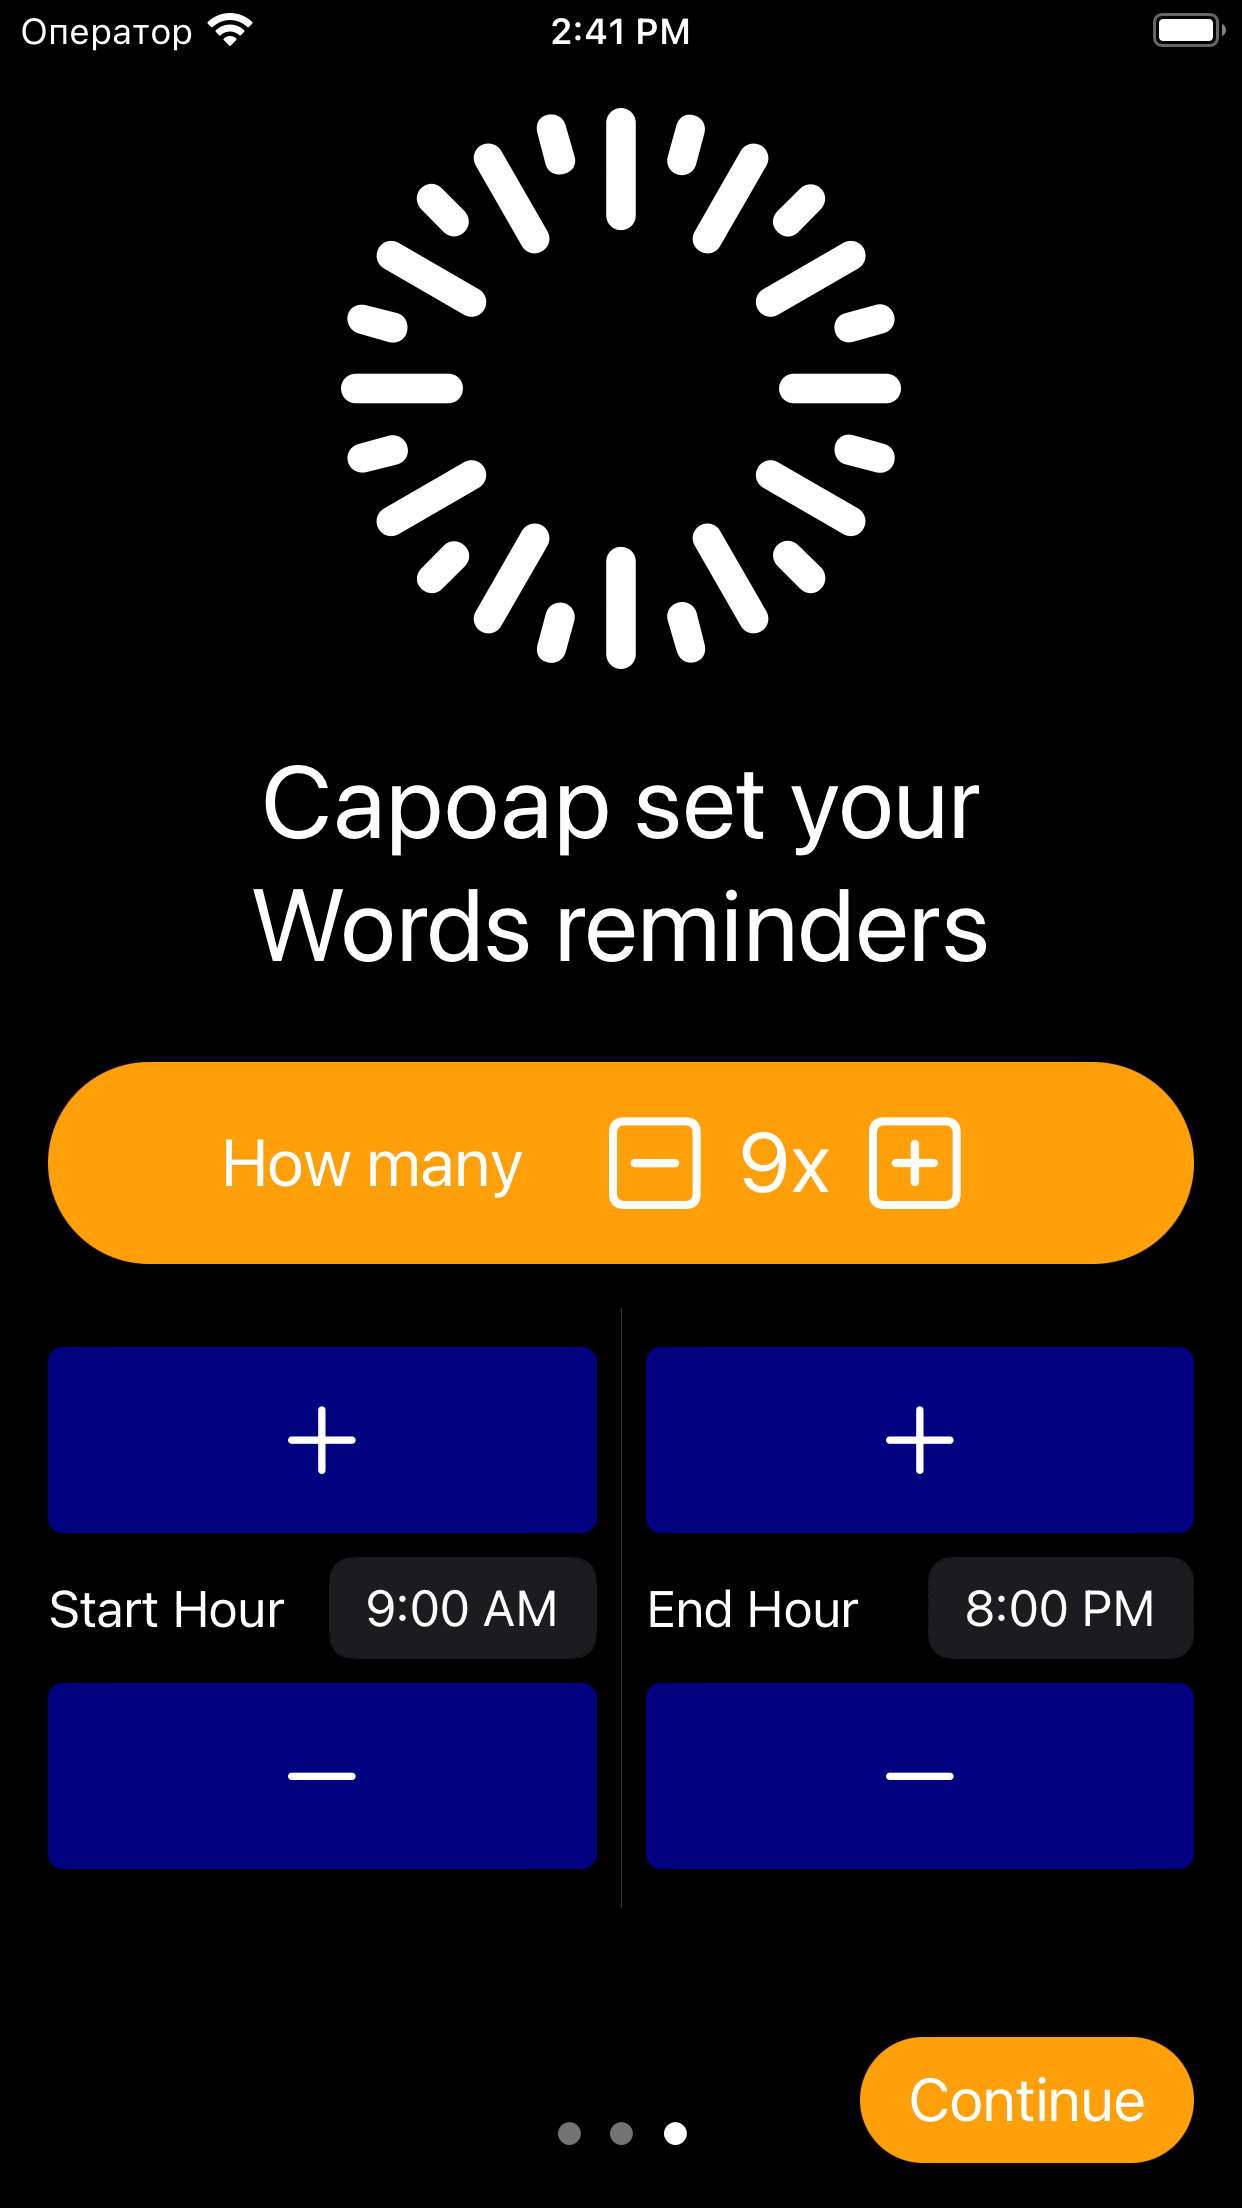 Оператор 2:41 PM
Capoap set your
Words reminders
How many 9x
Start Hour 9:00 AM End Hour 8:00 PM
Continue